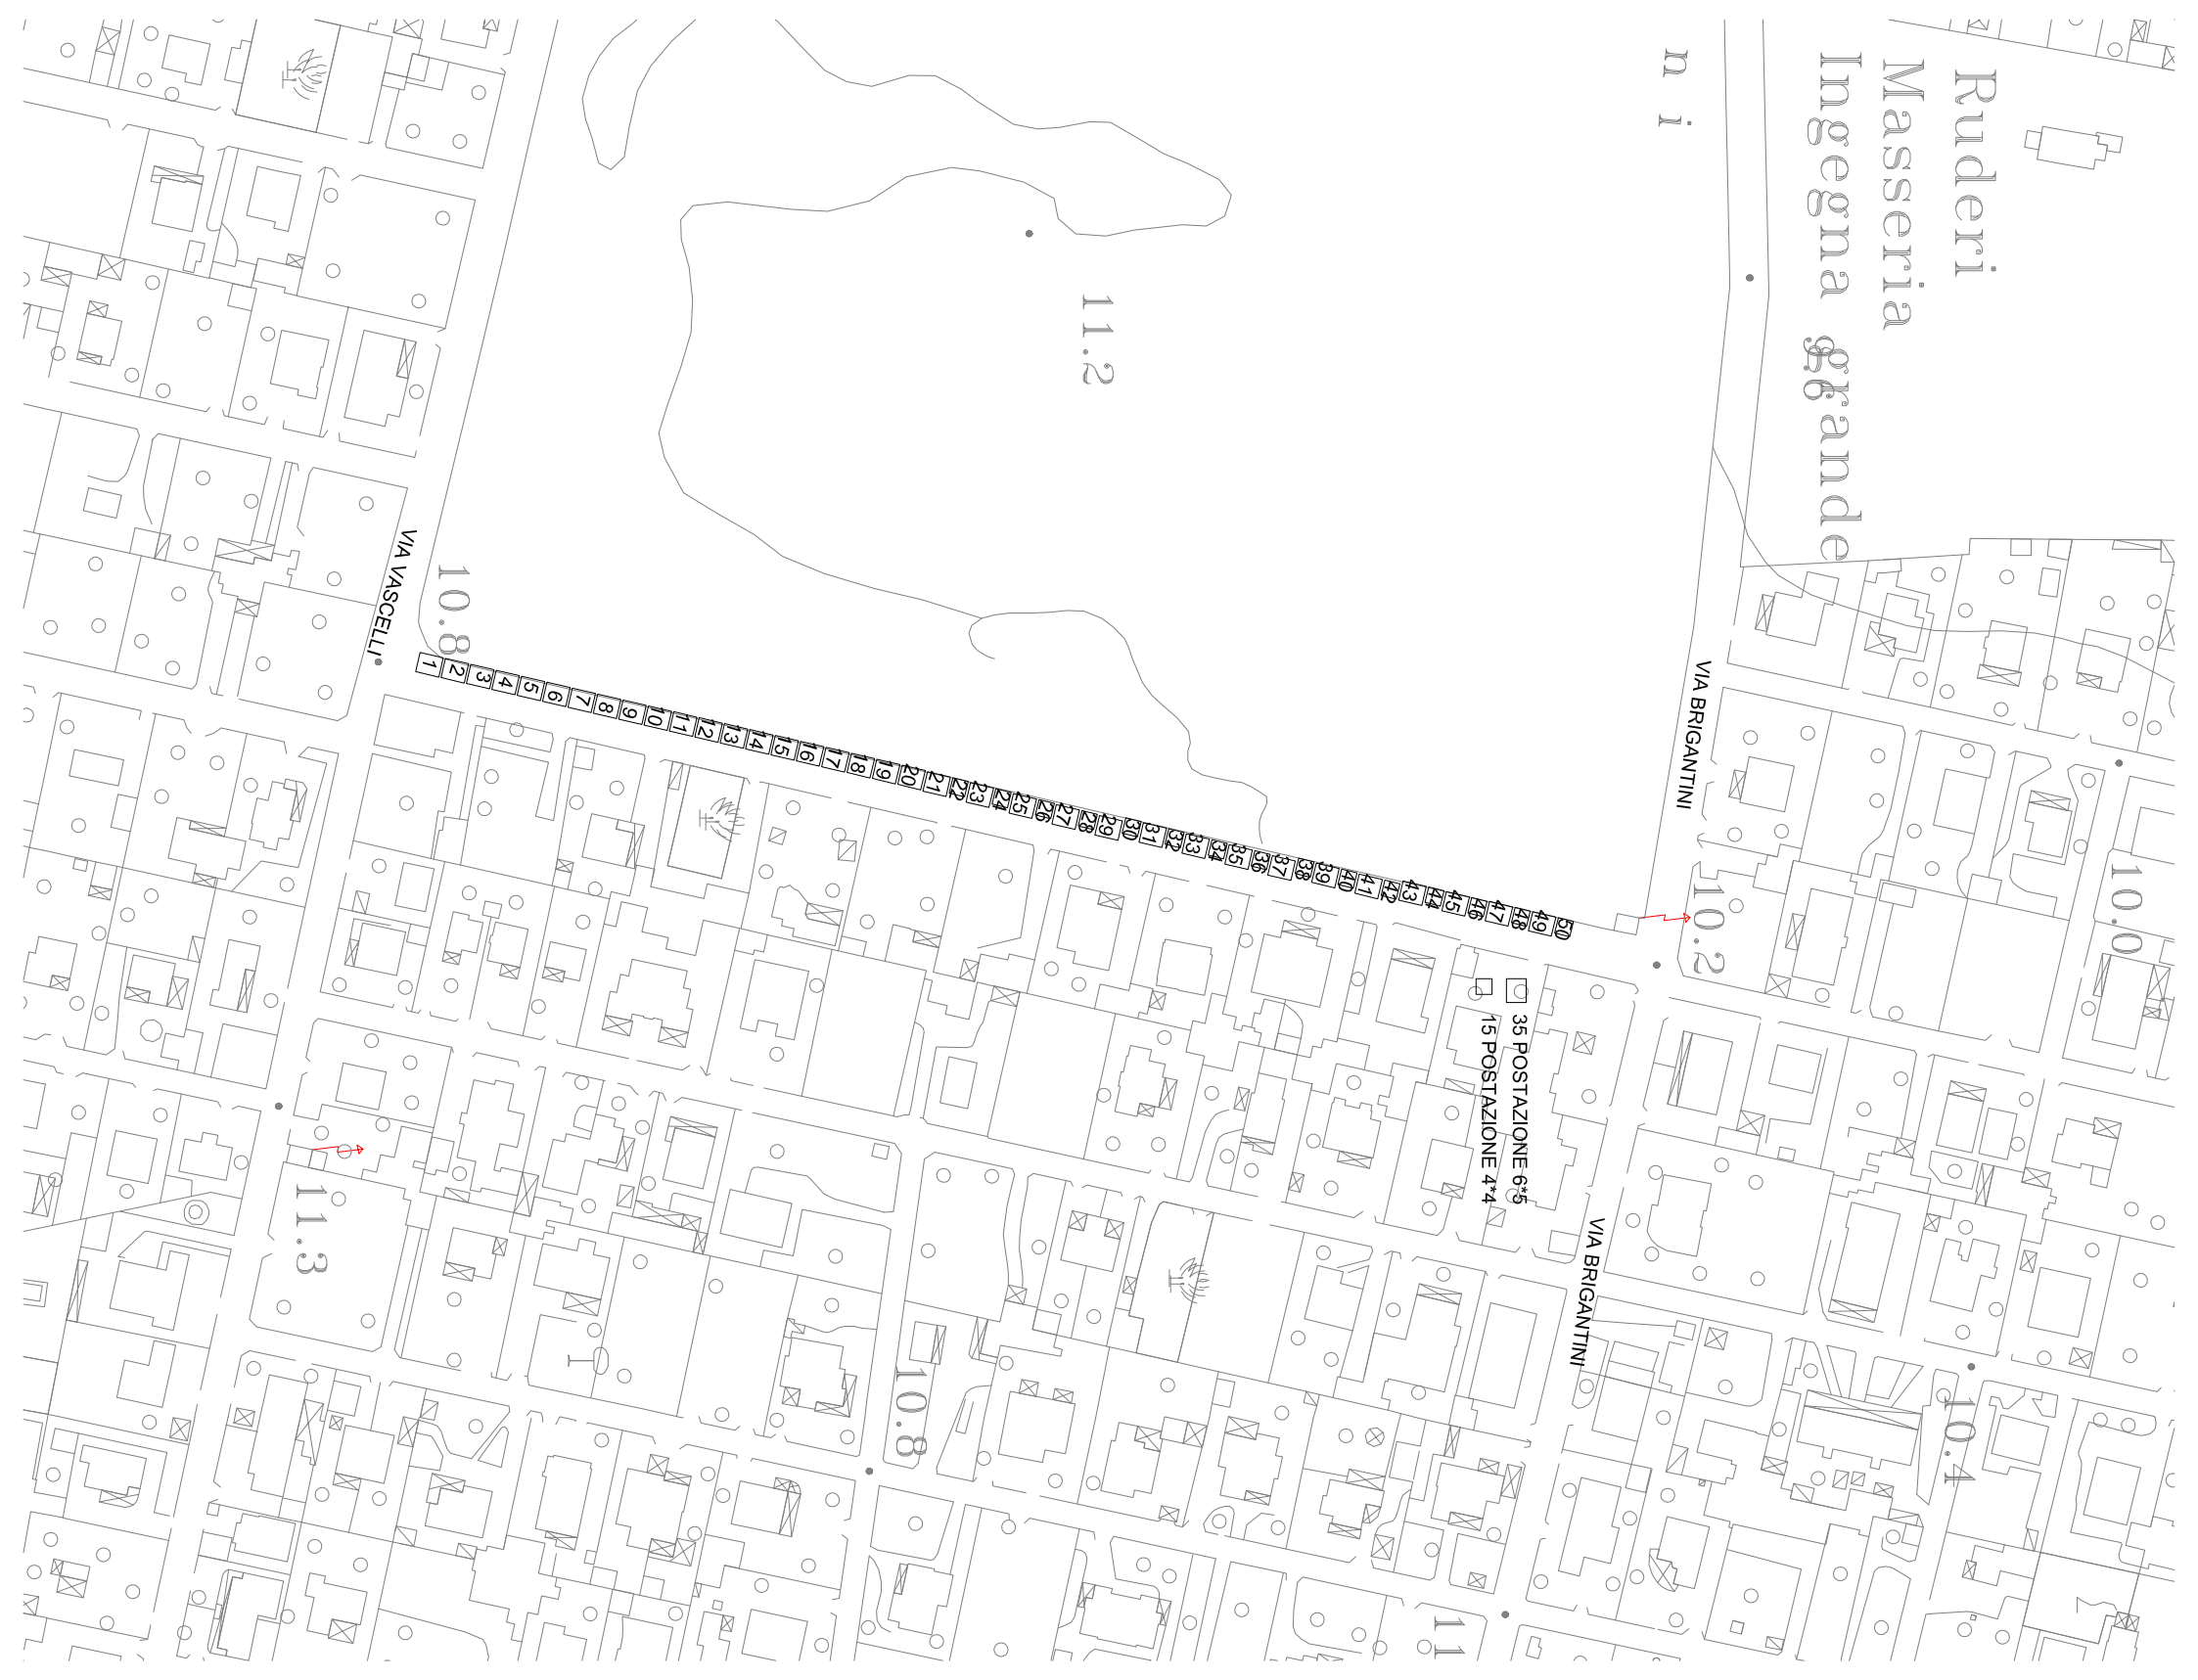 n i
Ruderi
Masseria
Ingegna grande
9.6
11.2
VIA VASCELLI
10.8
VIA BRIGANTINI
1 2 3 4 5 6 7 8 9 10 11 12 13 14 15 16 17 18 19 20 21 22 23 24 25 26 27 28 29 30 31 32 33 34 35 36 37 38 39 40 41 42 43 44 45 46 47 48 49 50
10.2
10.0
35 POSTAZIONE 6*5
15 POSTAZIONE 4*4
11.3
VIA BRIGANTINI
10.8
10.4
11